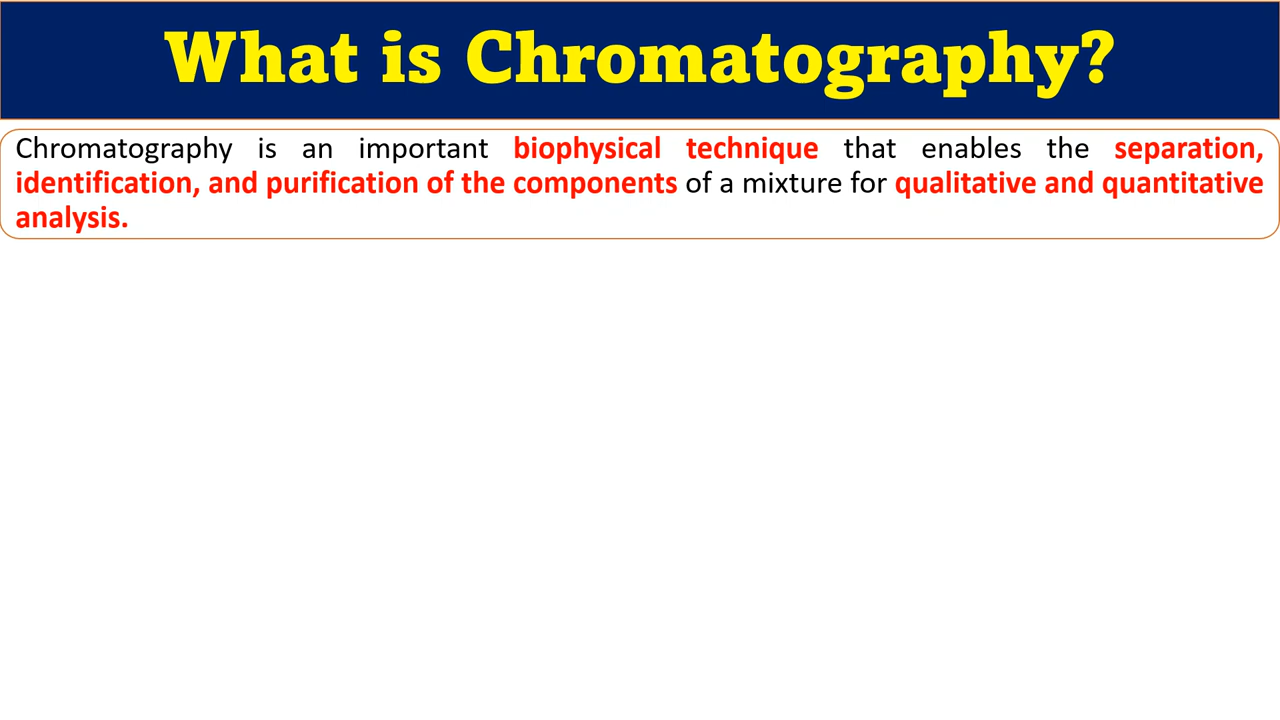 What is Chromatography?
Chromatography is an important biophysical technique that enables the separation,
identification, and purification of the components of a mixture for qualitative and quantitative
analysis.